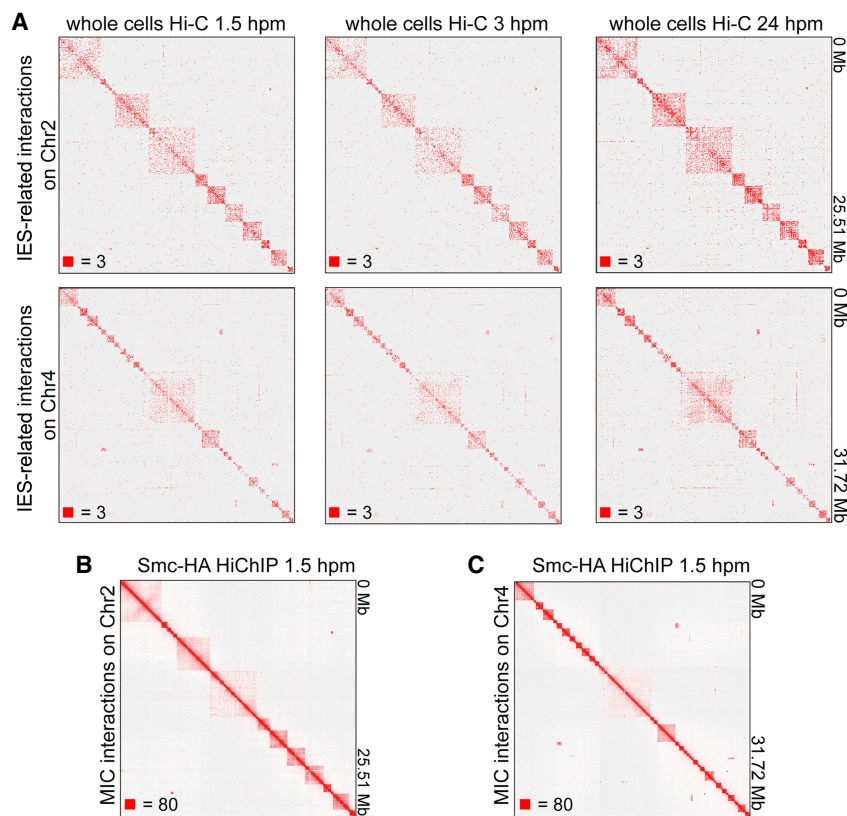 A
whole cells Hi-C 1.5 hpm
whole cells Hi-C 3 hpm
whole cells Hi-C 24 hpm
IES-related interactions
on Chr2
= 3
= 3
= 3
0 Mb
25.51 Mb
IES-related interactions
on Chr4
= 3
= 3
= 3
0 Mb
31.72 Mb
B
Smc-HA HiChIP 1.5 hpm
MIC interactions on Chr2
= 80
0 Mb
25.51 Mb
C
Smc-HA HiChIP 1.5 hpm
MIC interactions on Chr4
= 80
0 Mb
31.72 Mb